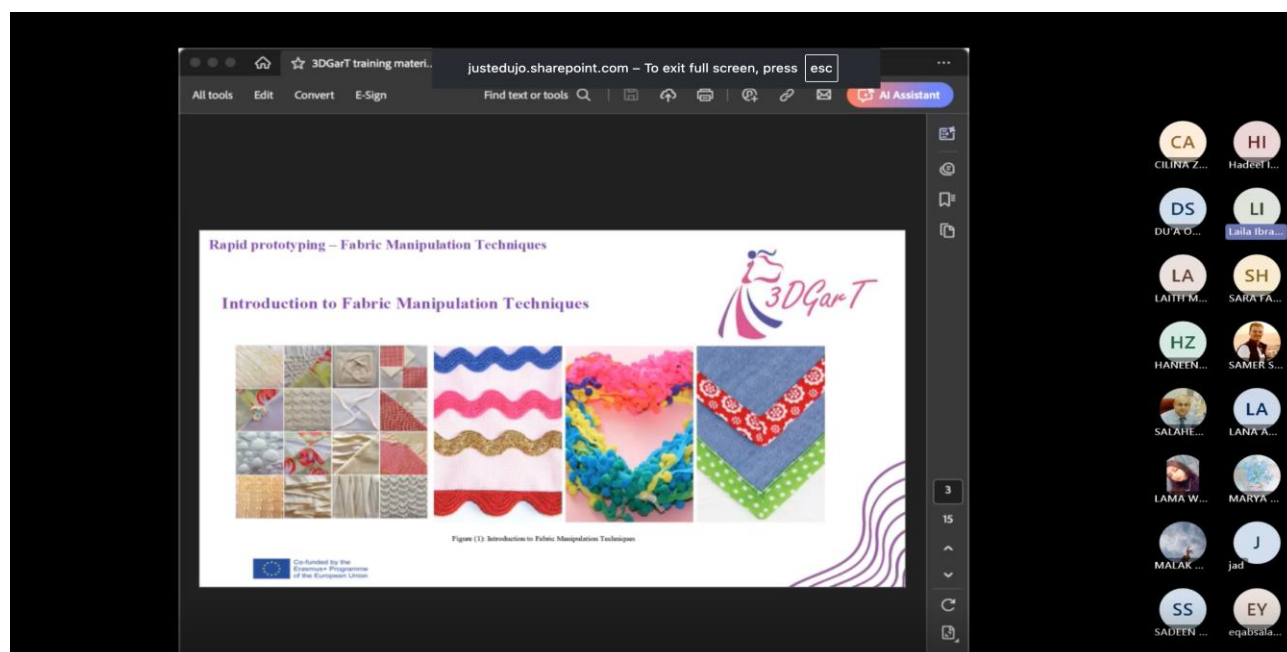 3DGarT training materi..
justedujo.sharepoint.com – To exit full screen, press esc
All tools Edit Convert E-Sign Find text or tools AI Assistant
Rapid prototyping – Fabric Manipulation Techniques
Introduction to Fabric Manipulation Techniques
3DGarT
Figure (1): Introduction to Fabric Manipulation Techniques
Co-funded by the
Erasmus+ Programme
of the European Union
3
15
CA HI
CILINA Z... Hadeel I...
DS LI
DU'A O... Laila Ibra...
LA SH
LAITH M... SARA FA...
HZ
HANEEN... SAMER S...
LA
SALAHE... LANA A...
LAMA W... MARYA ...
J
MALAK ... jad
SS EY
SADEEN ... eqabsala...